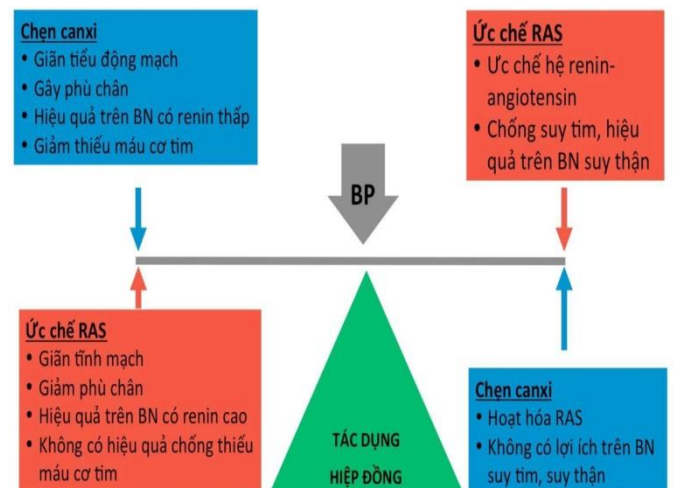 Chẹn canxi
• Giãn tiểu động mạch
• Gây phù chân
• Hiệu quả trên BN có renin thấp
• Giảm thiếu máu cơ tim
Ức chế RAS
• Ưc chế hệ renin-
angiotensin
• Chống suy tim, hiệu
quả trên BN suy thận
BP
Ức chế RAS
• Giãn tĩnh mạch
• Giảm phù chân
• Hiệu quả trên BN có renin cao
• Không có hiệu quả chống thiếu
máu cơ tim
TÁC DỤNG
HIỆP ĐỒNG
Chẹn canxi
• Hoạt hóa RAS
• Không có lợi ích trên BN
suy tim, suy thận